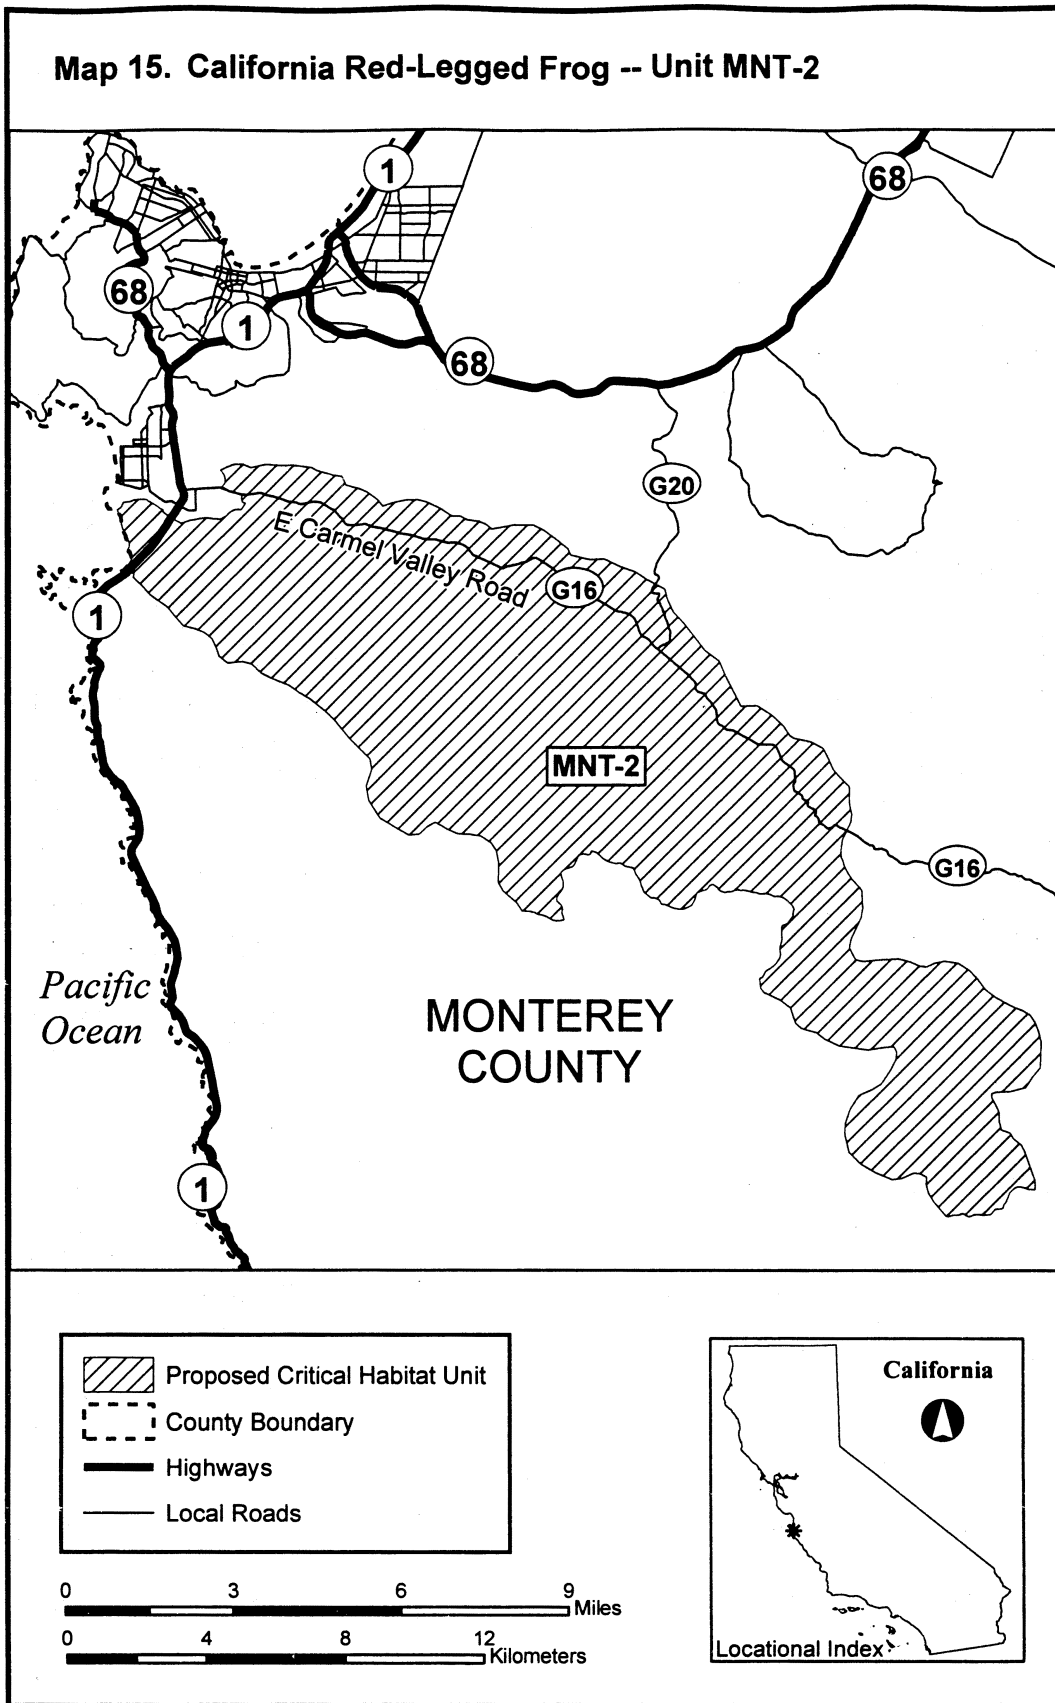 Map 15. California Red-Legged Frog -- Unit MNT-2
1
68
68
1
68
G20
E Carmel Valley Road
G16
1
MNT-2
G16
Pacific
Ocean
MONTEREY
COUNTY
1
Proposed Critical Habitat Unit
County Boundary
Highways
Local Roads
California
0 3 6 9
Miles
0 4 8 12
Kilometers
Locational Index